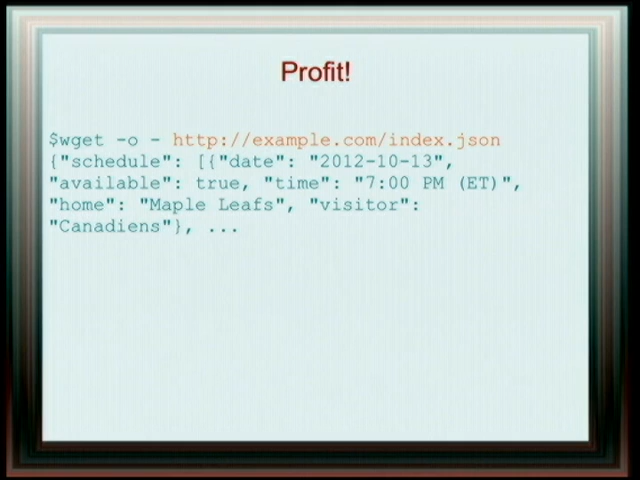 Profit!
$wget -o - http://example.com/index.json
{"schedule": [{"date": "2012-10-13",
"available": true, "time": "7:00 PM (ET)",
"home": "Maple Leafs", "visitor":
"Canadiens"}, ...